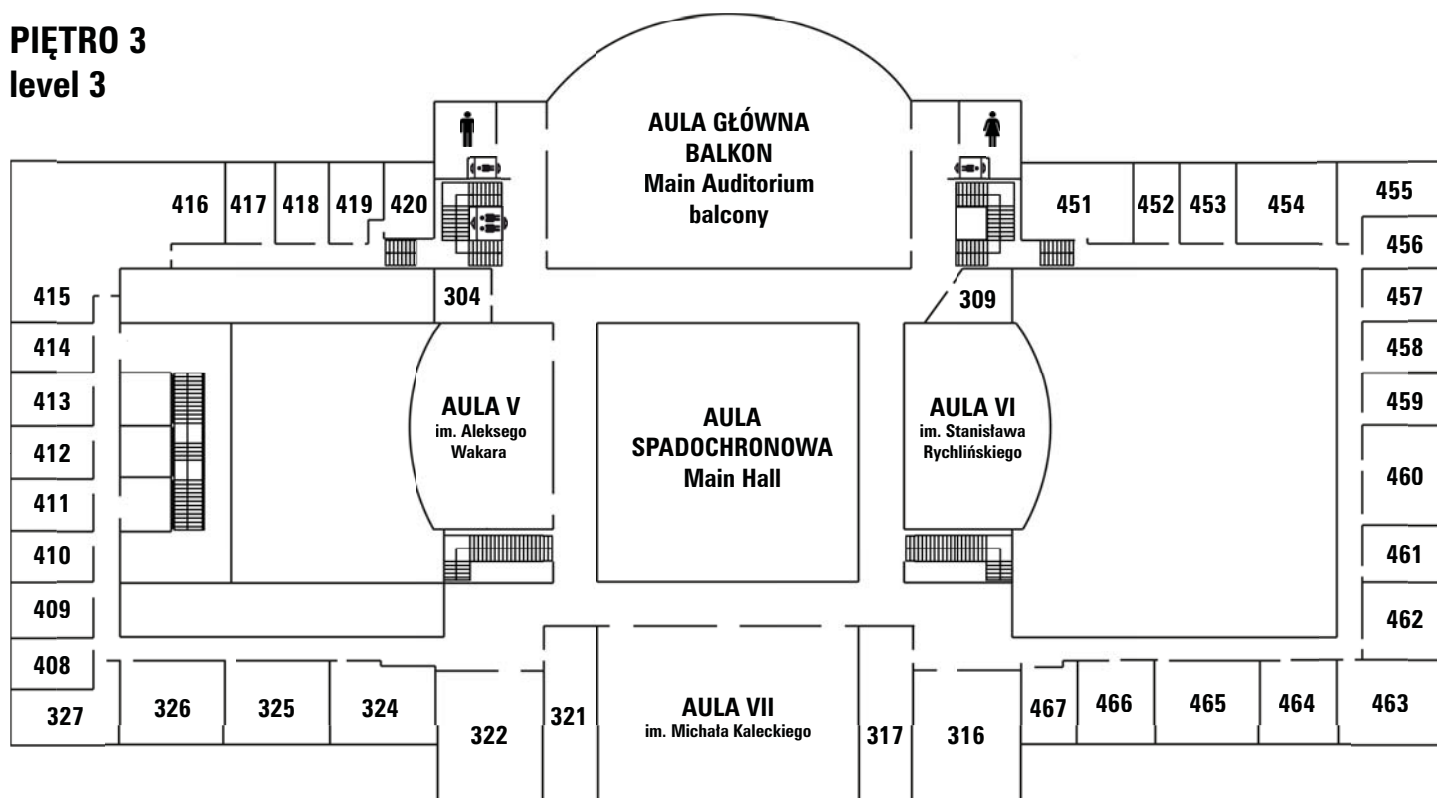 PIĘTRO 3
level 3
AULA GŁÓWNA
BALKON
Main Auditorium
balcony
416
417
418
419
420
451
452
453
454
455
456
415
304
309
457
414
458
413
459
AULA V
im. Aleksego
Wakara
AULA
SPADOCHRONOWA
Main Hall
AULA VI
im. Stanisława
Rychlińskiego
412
460
411
410
461
409
462
408
327
326
325
324
322
321
AULA VII
im. Michała Kaleckiego
317
316
467
466
465
464
463